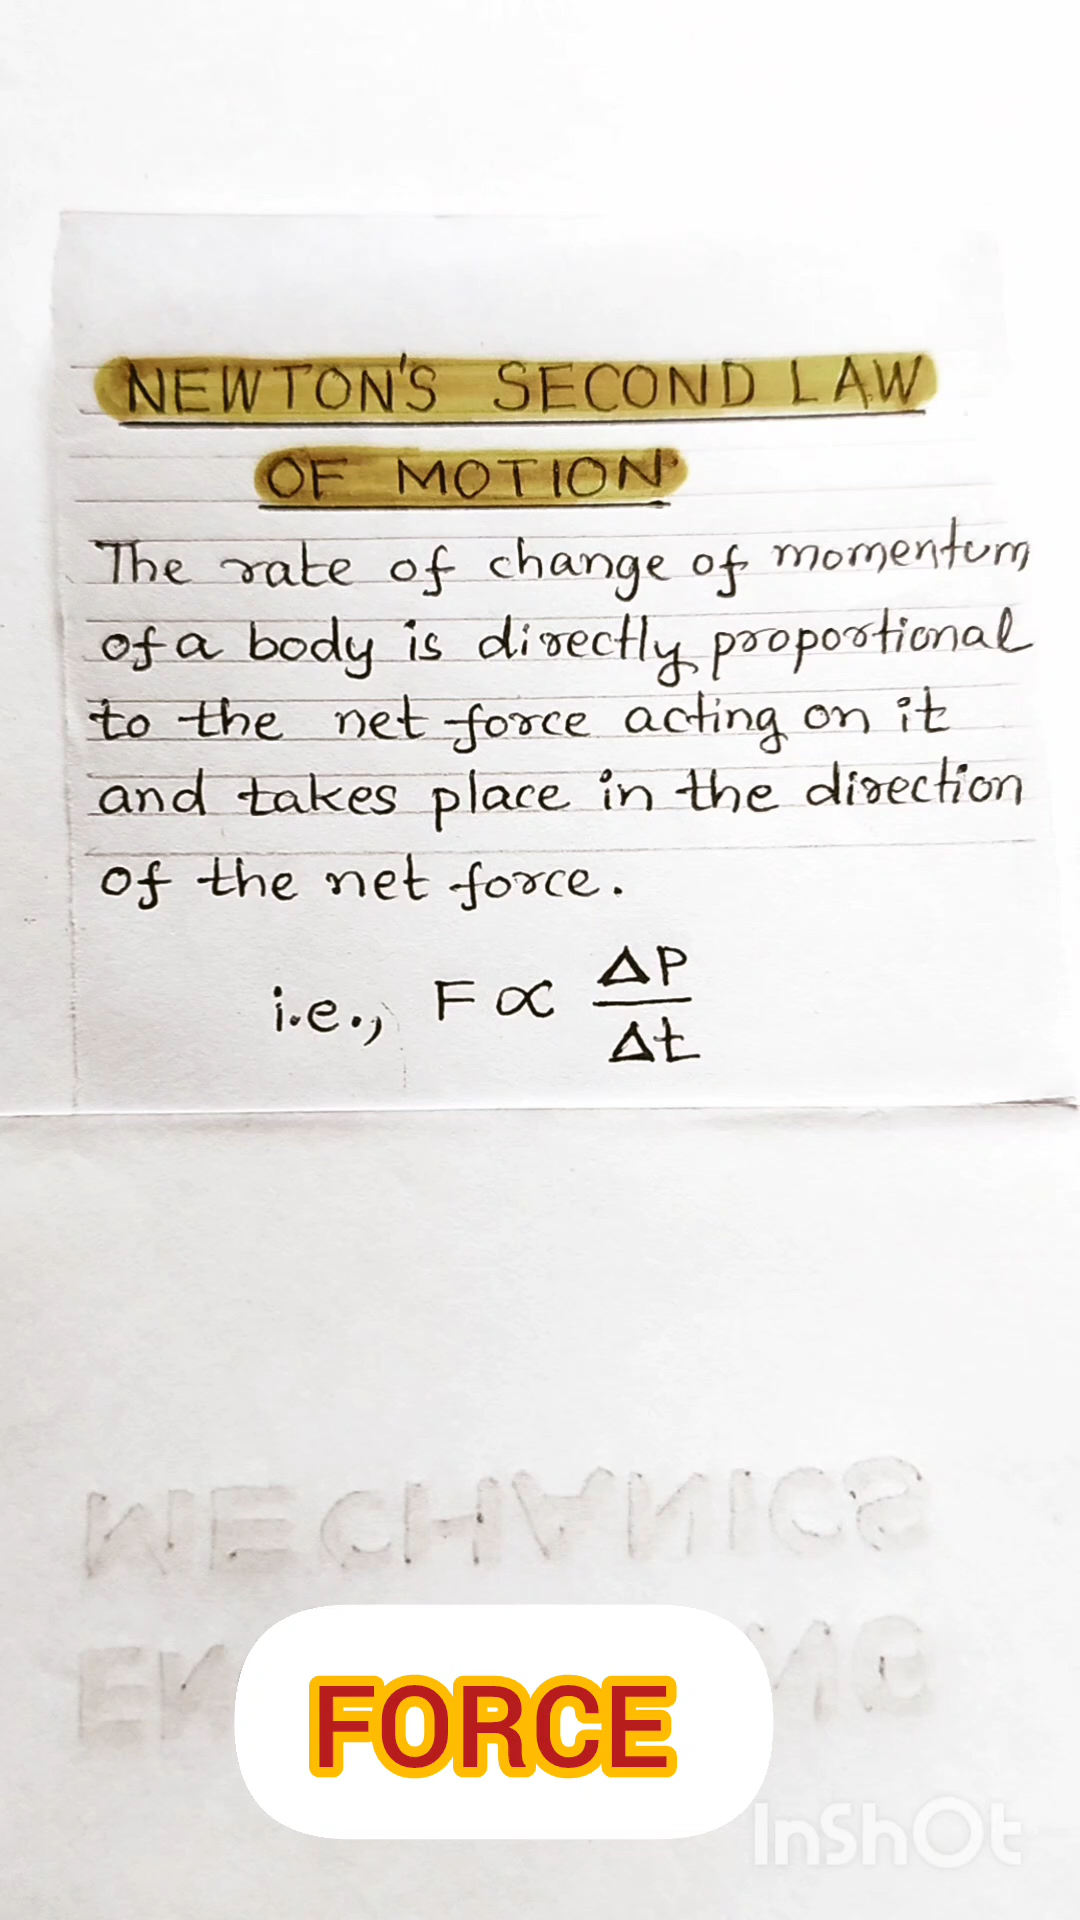 NEWTON'S SECOND LAW
OF MOTION
The rate of change of momentum
of a body is directly proportional
to the net force acting on it
and takes place in the direction
of the net force.
i.e., F ∝ ΔP/Δt
MECHANICS
FORCE
InShOt